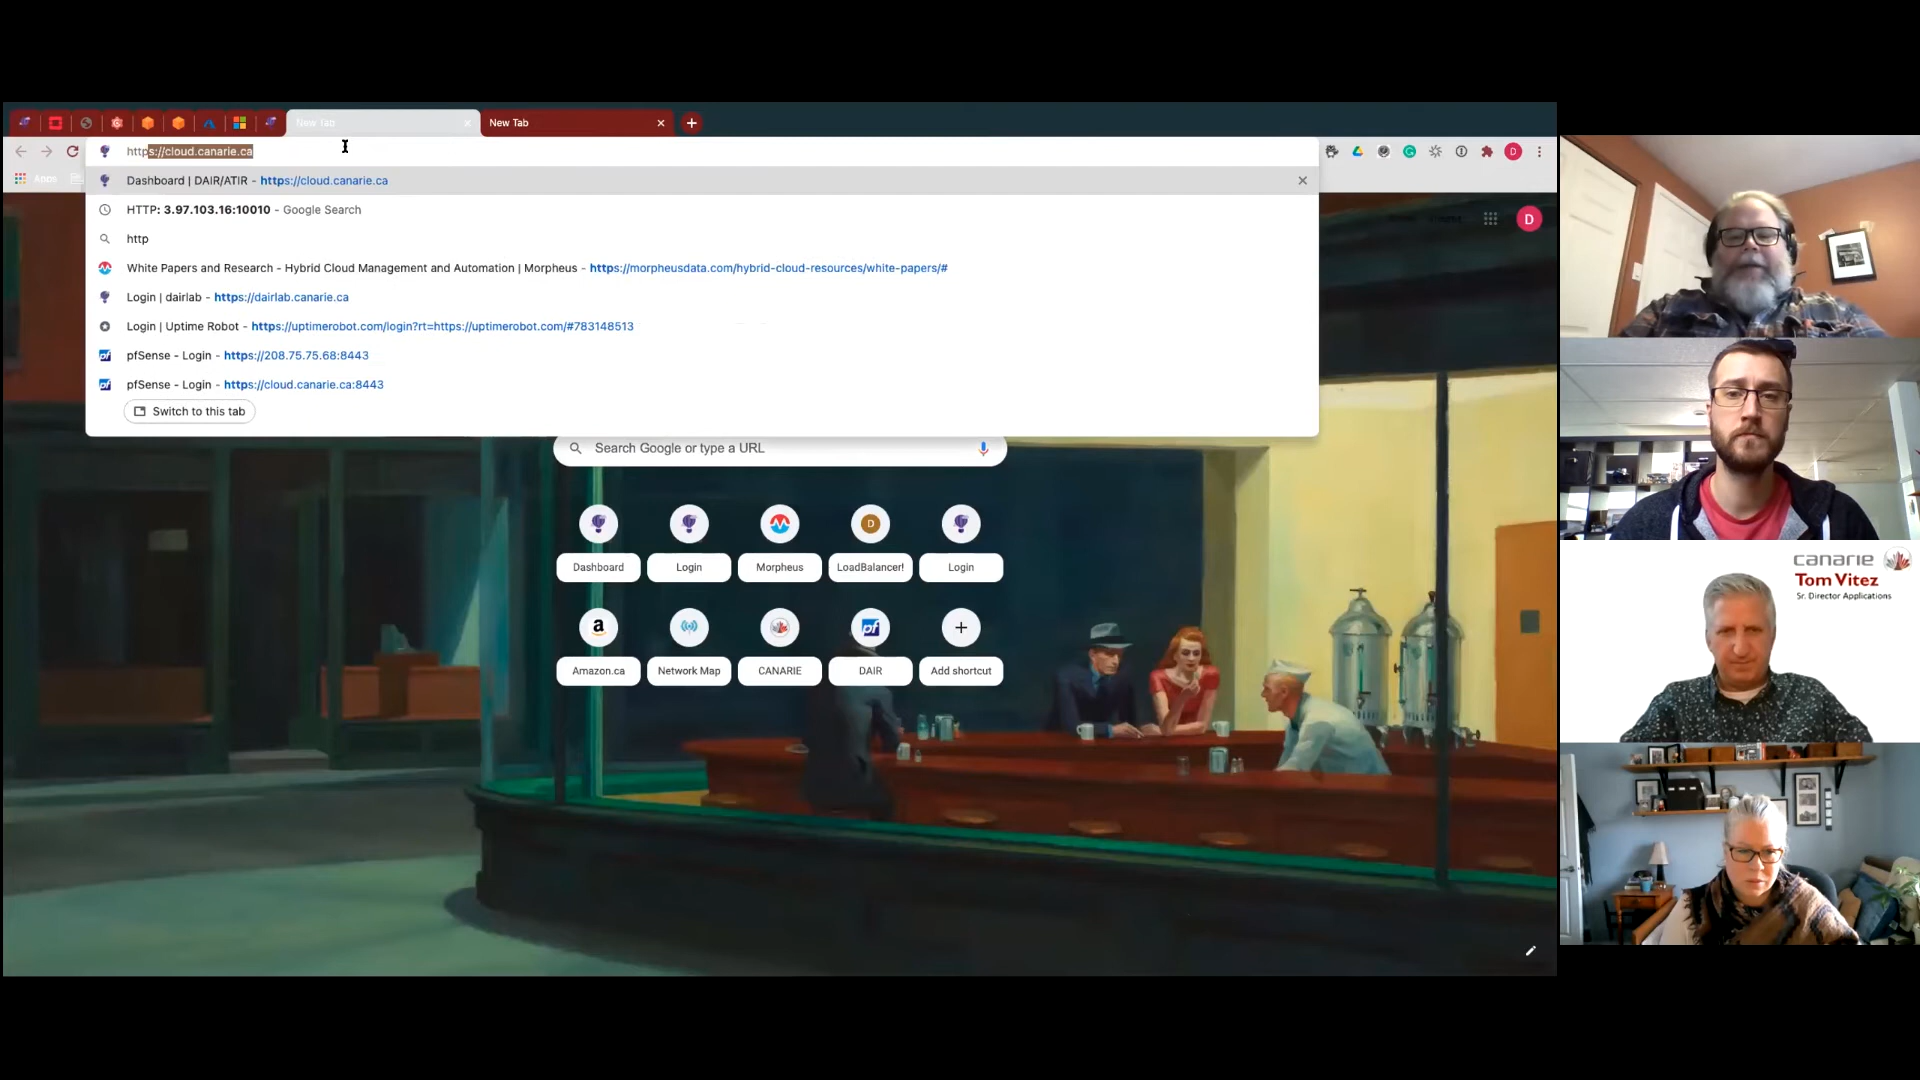 New Tab
New Tab
https://cloud.canarie.ca
Apps
Dashboard | DAIR/ATIR - https://cloud.canarie.ca
HTTP: 3.97.103.16:10010 - Google Search
http
White Papers and Research - Hybrid Cloud Management and Automation | Morpheus - https://morpheusdata.com/hybrid-cloud-resources/white-papers/#
Login | dairlab - https://dairlab.canarie.ca
Login | Uptime Robot - https://uptimerobot.com/login?rt=https://uptimerobot.com/#783148513
pfSense - Login - https://208.75.75.68:8443
pfSense - Login - https://cloud.canarie.ca:8443
Switch to this tab
D
D
Search Google or type a URL
D
Dashboard
Login
Morpheus
LoadBalancer!
Login
a
pf
Amazon.ca
Network Map
CANARIE
DAIR
Add shortcut
canarie
Tom Vitez
Sr. Director Applications